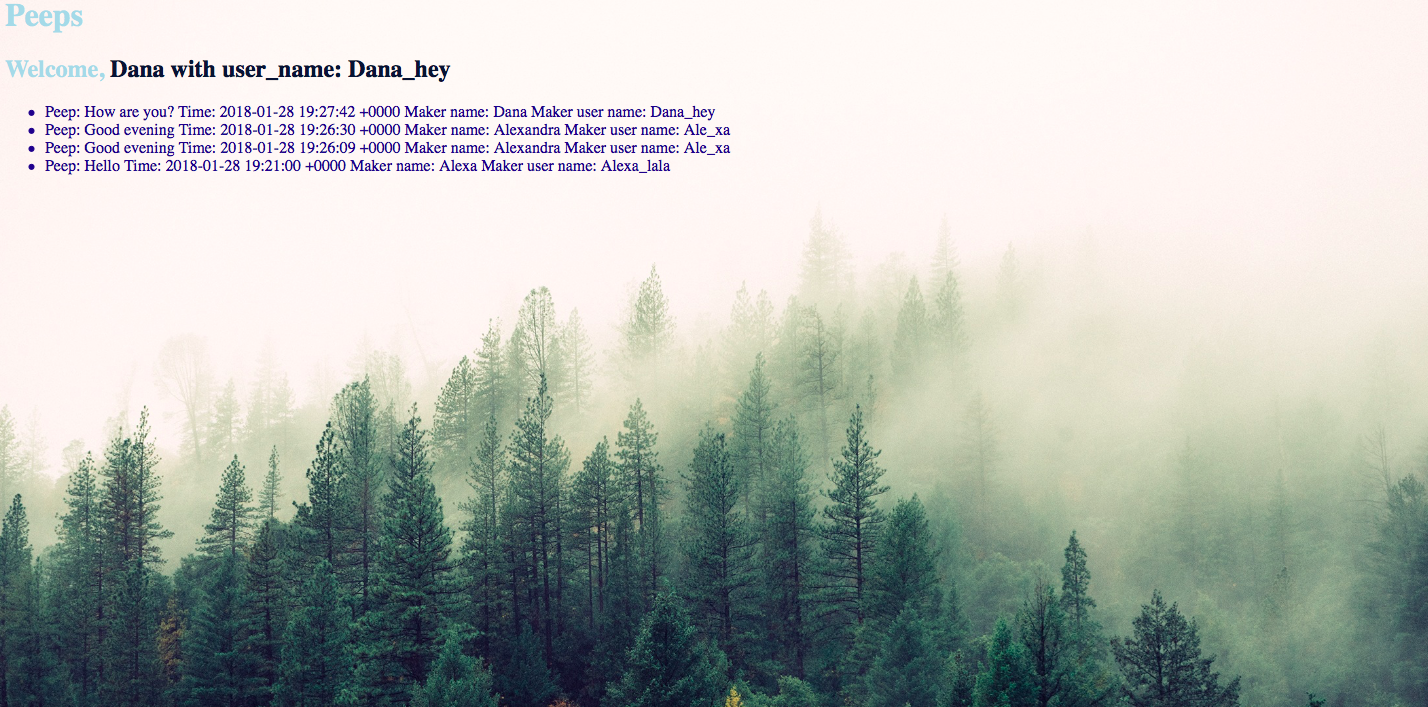 Peeps
Welcome, Dana with user_name: Dana_hey
Peep: How are you? Time: 2018-01-28 19:27:42 +0000 Maker name: Dana Maker user name: Dana_hey
Peep: Good evening Time: 2018-01-28 19:26:30 +0000 Maker name: Alexandra Maker user name: Ale_xa
Peep: Good evening Time: 2018-01-28 19:26:09 +0000 Maker name: Alexandra Maker user name: Ale_xa
Peep: Hello Time: 2018-01-28 19:21:00 +0000 Maker name: Alexa Maker user name: Alexa_lala